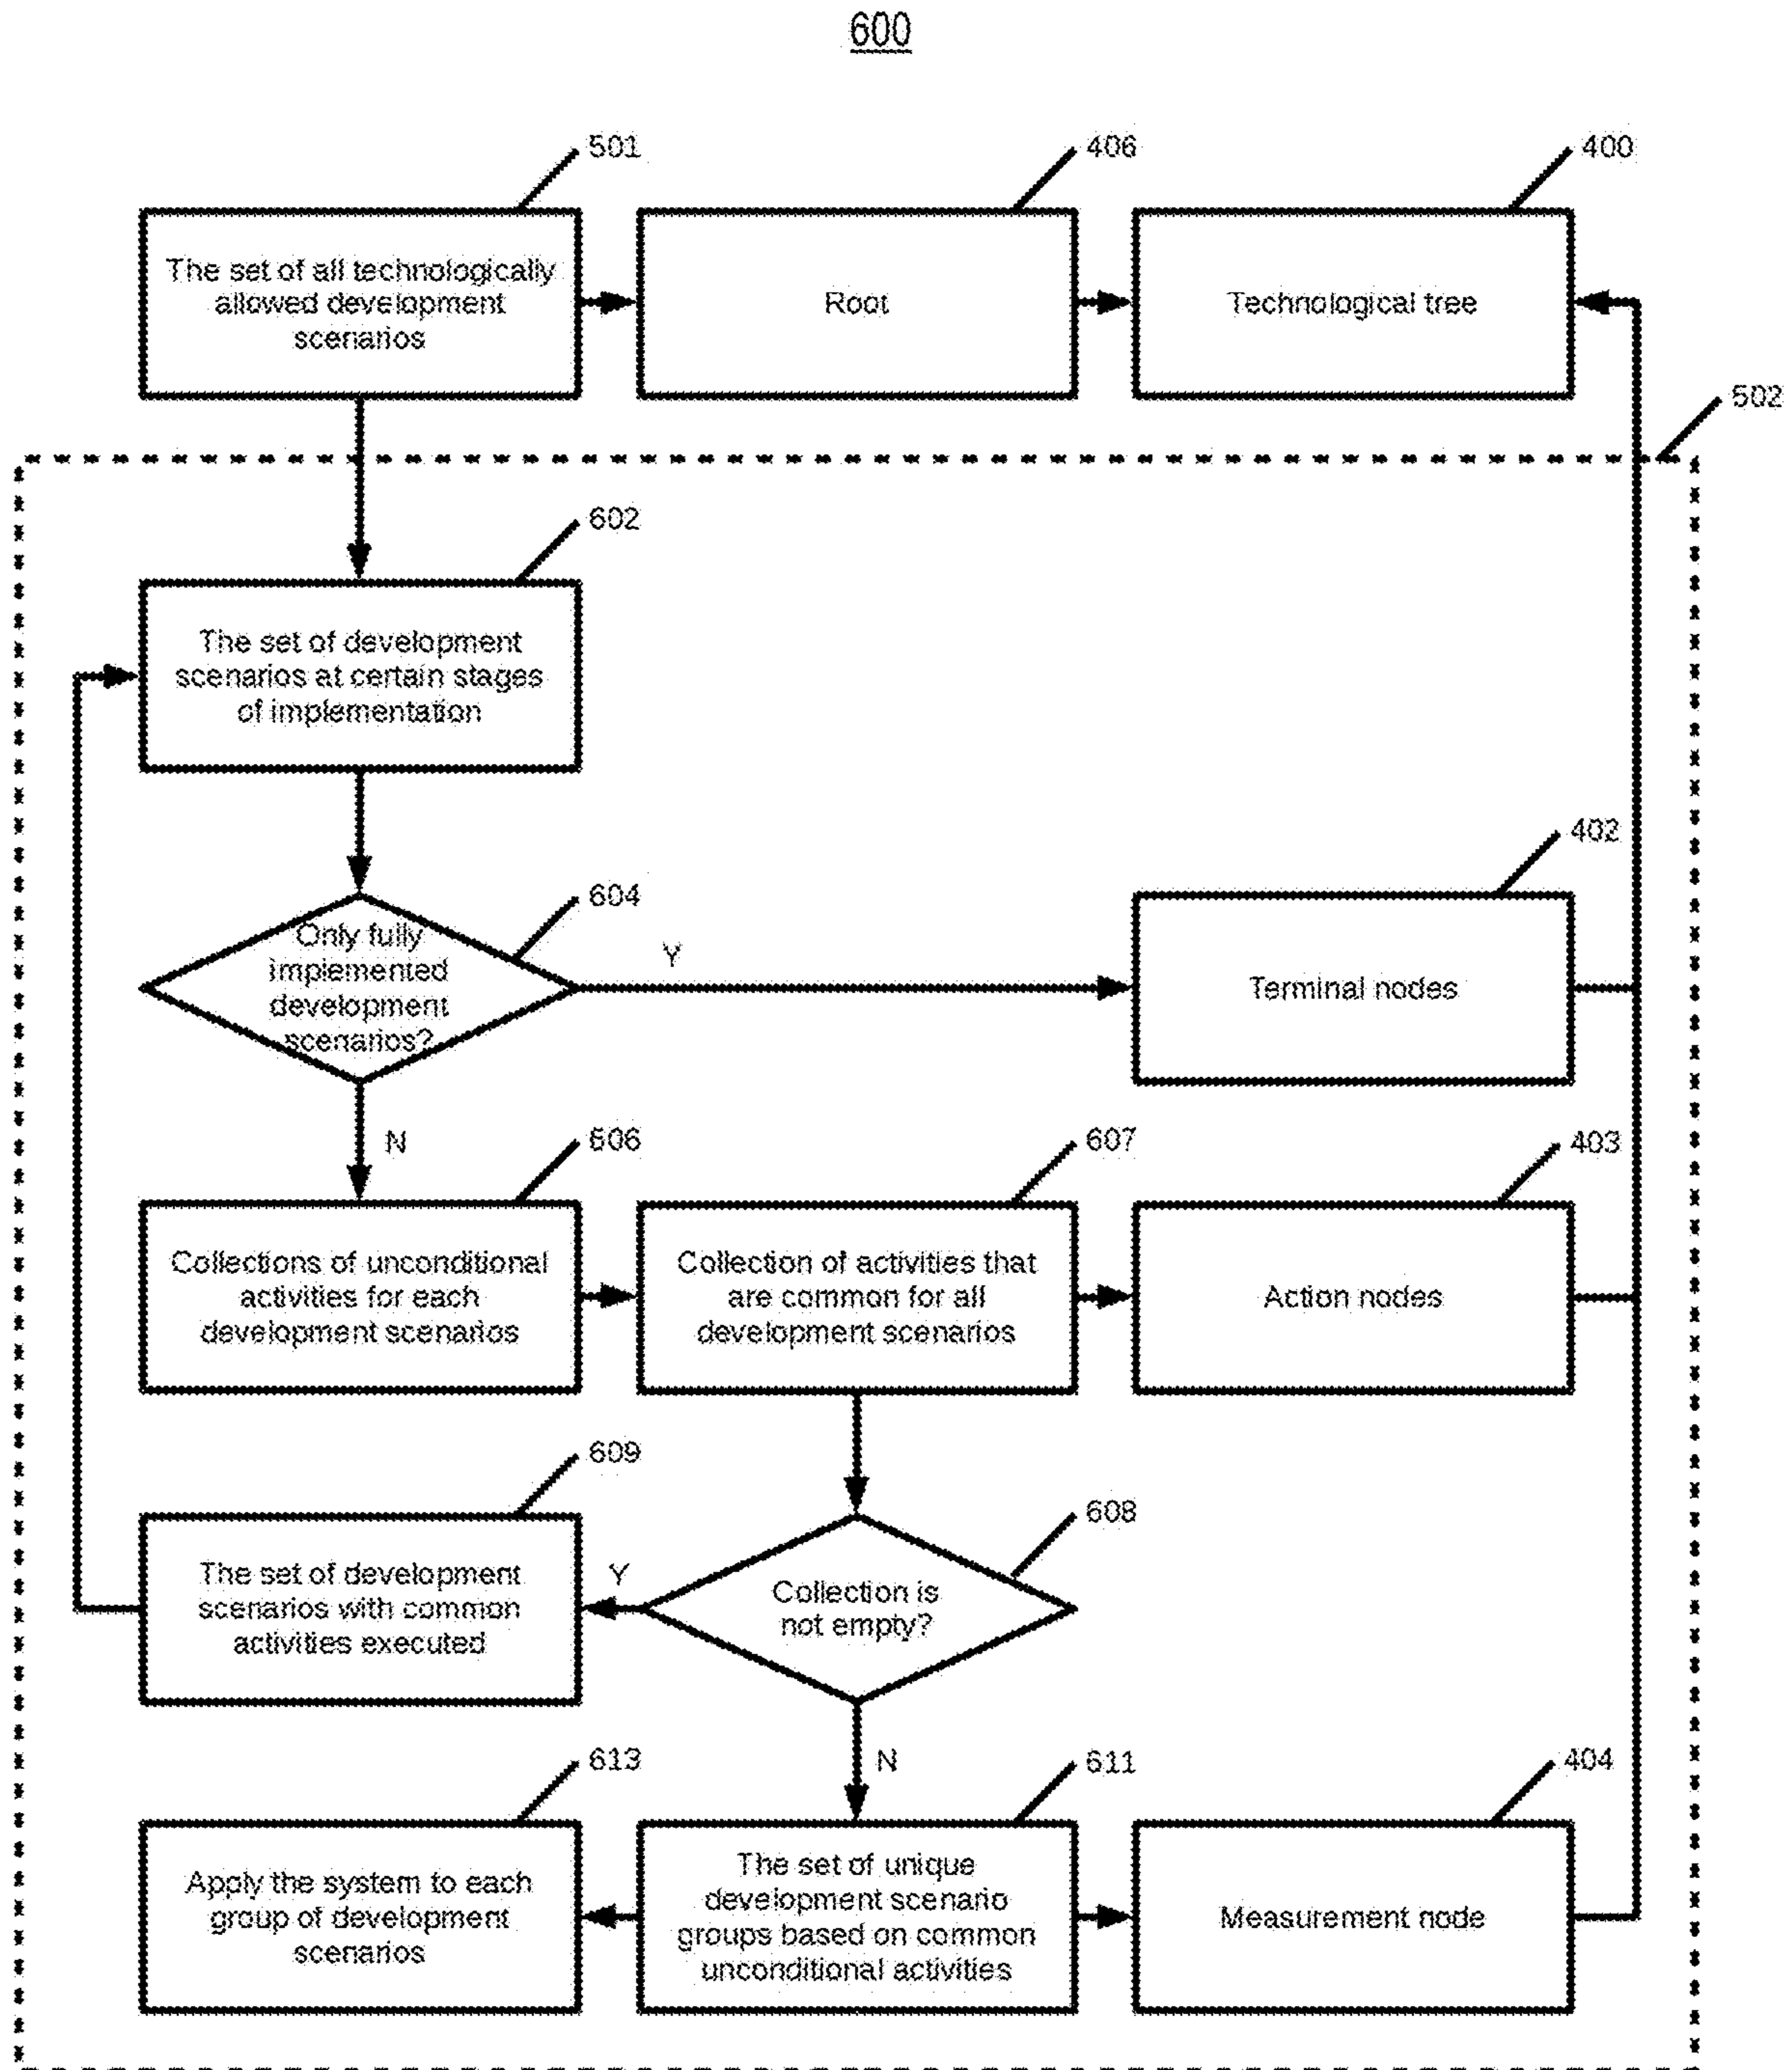 600
501
406
400
The set of all technologically
allowed development
scenarios
Root
Technological tree
502
602
The set of development
scenarios at certain stages
of implementation
402
604
Only fully
implemented
development
scenarios?
Y
Terminal nodes
N
606
607
403
Collections of unconditional
activities for each
development scenarios
Collection of activities that
are common for all
development scenarios
Action nodes
609
608
The set of development
scenarios with common
activities executed
Y
Collection is
not empty?
N
613
611
404
Apply the system to each
group of development
scenarios
The set of unique
development scenario
groups based on common
unconditional activities
Measurement node